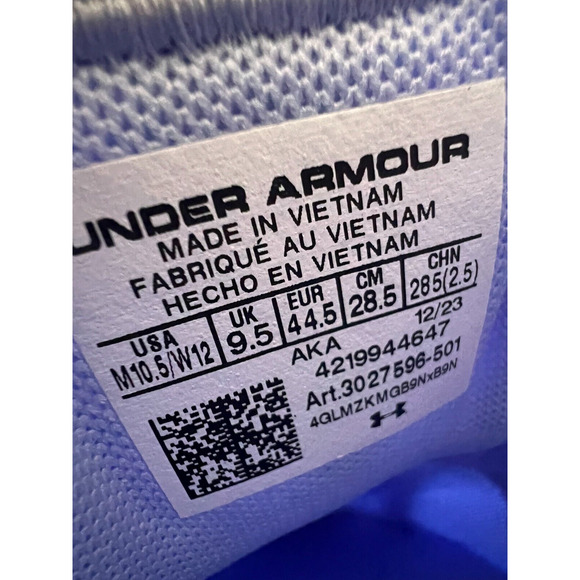 UNDER ARMOUR
MADE IN VIETNAM
FABRIQUÉ AU VIETNAM
HECHO EN VIETNAM
USA UK EUR CM CHN
M10.5/W12 9.5 44.5 28.5 285(2.5)
AKA 12/23
4219944647
Art.3027596-501
4GLMZKMGB9NxB9N